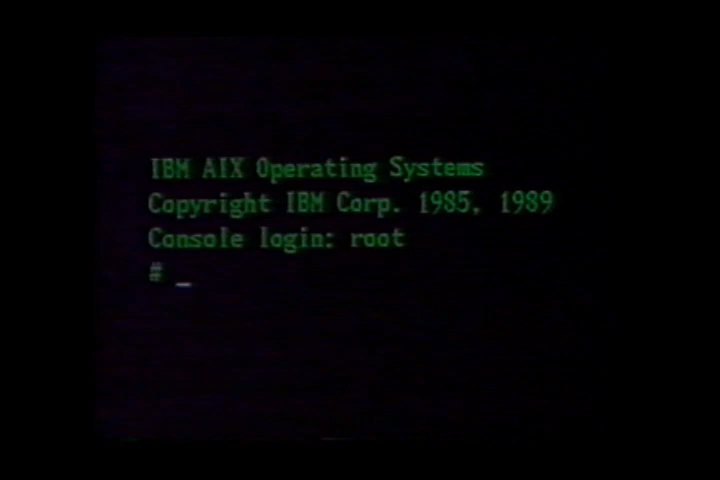 IBM AIX Operating Systems
Copyright IBM Corp. 1985, 1989
Console login: root
# _